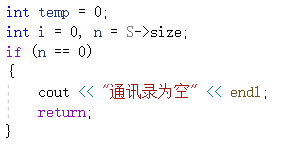 int temp = 0;
int i = 0, n = S->size;
if (n == 0)
{
cout << "通讯录为空" << endl;
return;
}